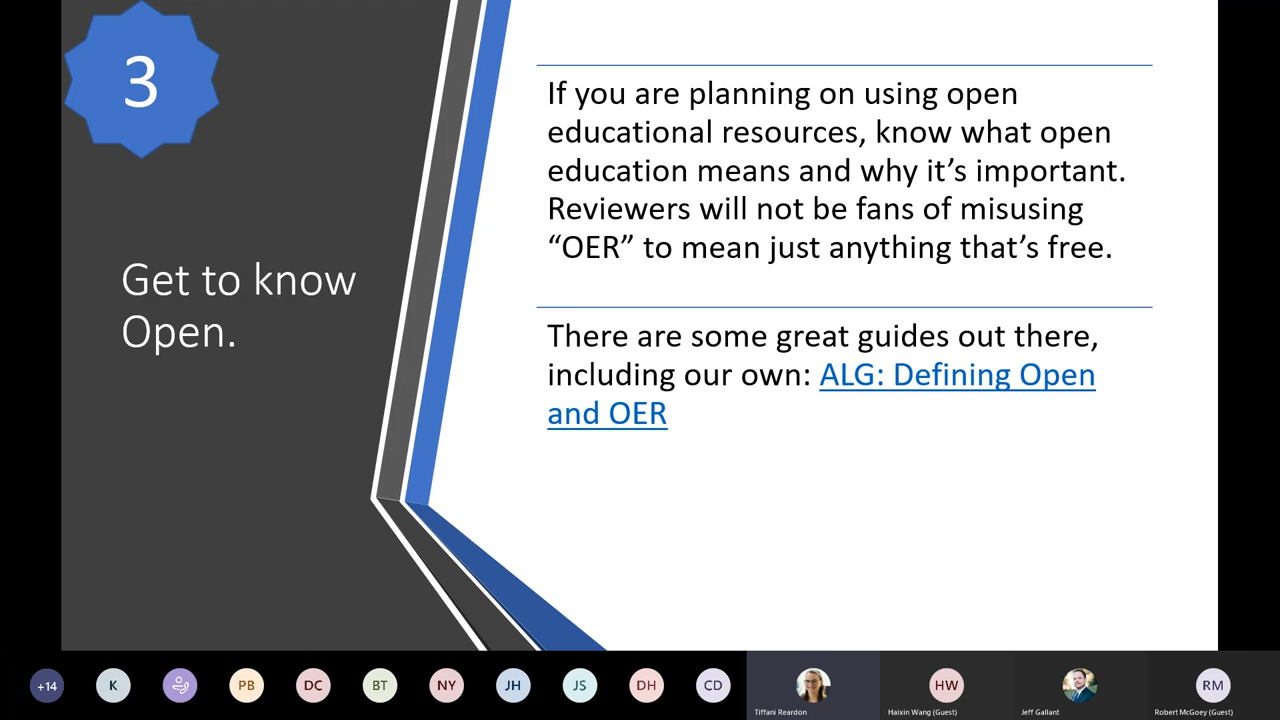 3
Get to know
Open.
If you are planning on using open
educational resources, know what open
education means and why it’s important.
Reviewers will not be fans of misusing
“OER” to mean just anything that’s free.
There are some great guides out there,
including our own: ALG: Defining Open
and OER
+14
K
PB
DC
BT
NY
JH
JS
DH
CD
Tiffani Reardon
HW
Haixin Wang (Guest)
Jeff Gallant
RM
Robert McGoey (Guest)